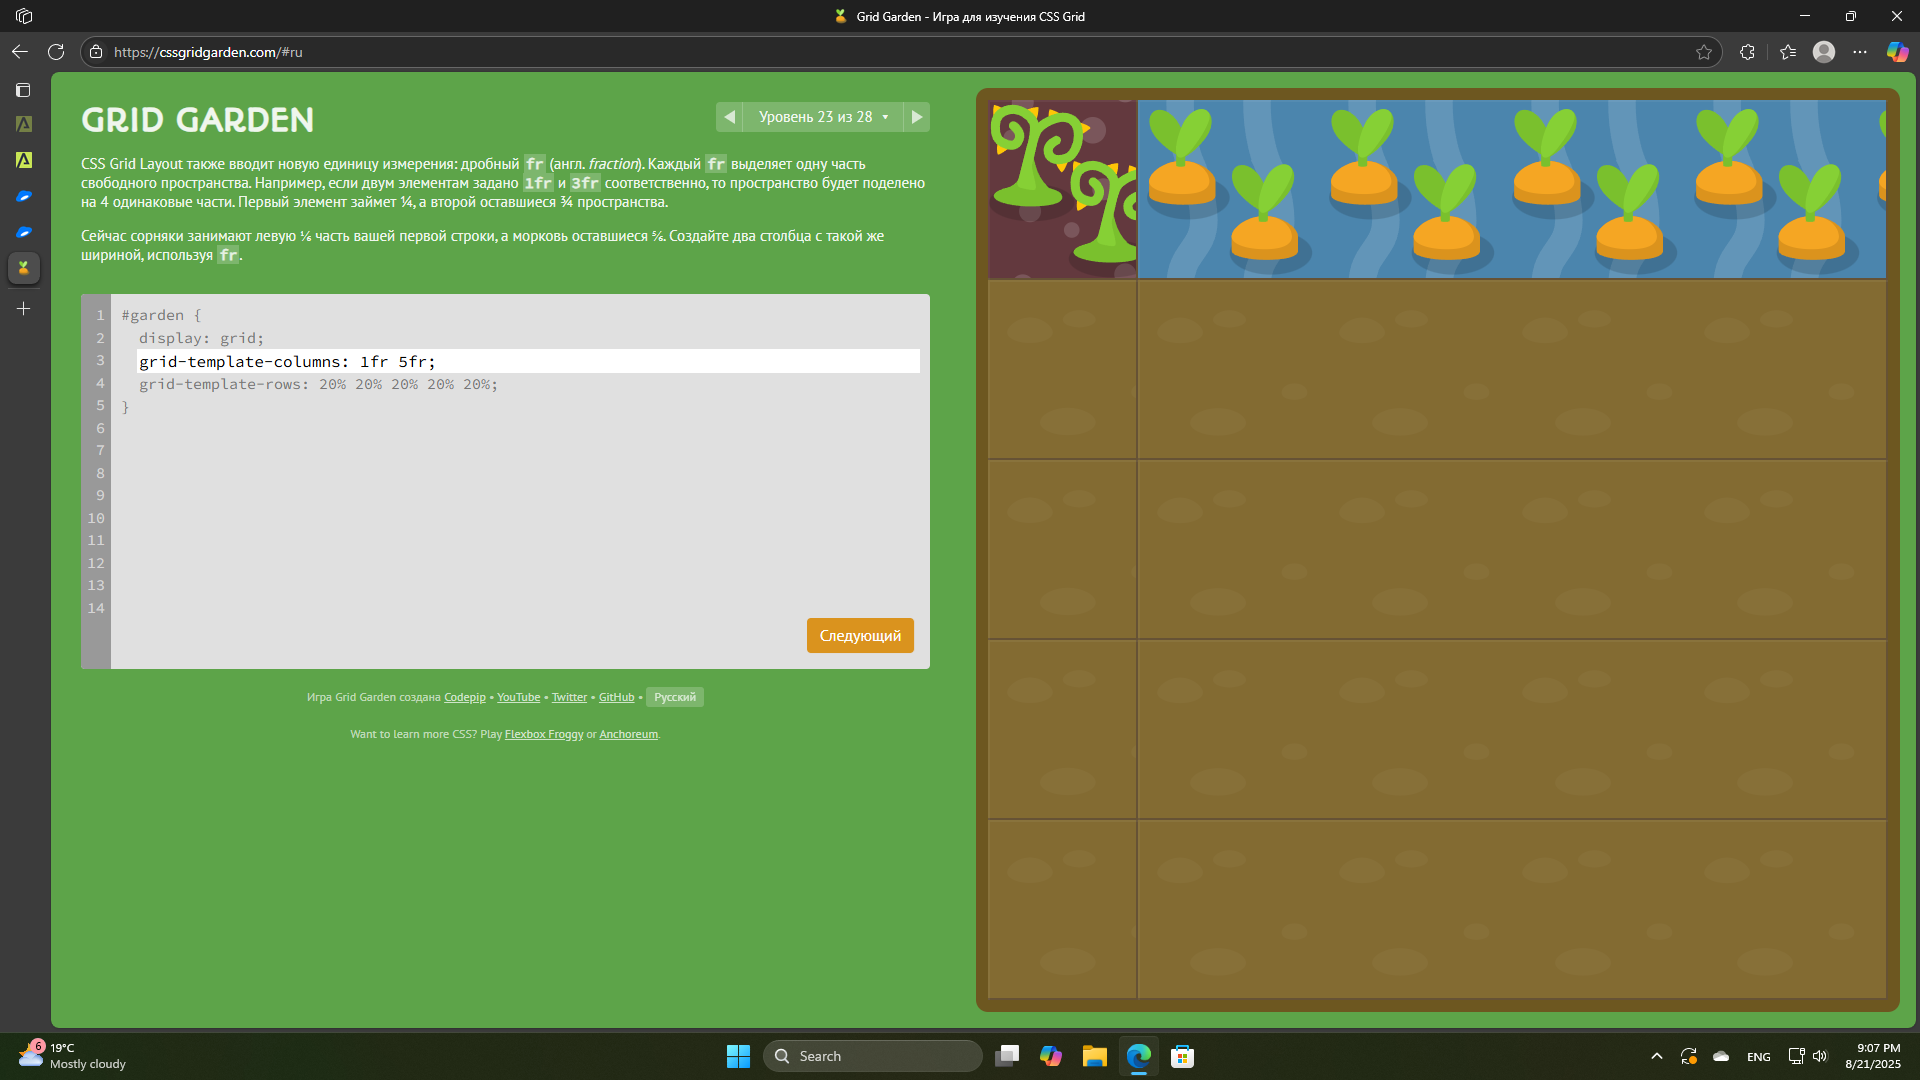 Grid Garden - Игра для изучения CSS Grid
https://cssgridgarden.com/#ru
GRID GARDEN
Уровень 23 из 28
CSS Grid Layout также вводит новую единицу измерения: дробный fr (англ. fraction). Каждый fr выделяет одну часть
свободного пространства. Например, если двум элементам задано 1fr и 3fr соответственно, то пространство будет поделено
на 4 одинаковые части. Первый элемент займет ¼, а второй оставшиеся ¾ пространства.
Сейчас сорняки занимают левую ⅙ часть вашей первой строки, а морковь оставшиеся ⅚. Создайте два столбца с такой же
шириной, используя fr.
1 #garden {
2 display: grid;
3 grid-template-columns: 1fr 5fr;
4 grid-template-rows: 20% 20% 20% 20% 20%;
5 }
6
7
8
9
10
11
12
13
14
Следующий
Игра Grid Garden создана Codepip • YouTube • Twitter • GitHub • Русский
Want to learn more CSS? Play Flexbox Froggy or Anchoreum.
6
19°C
Mostly cloudy
Search
ENG
9:07 PM
8/21/2025